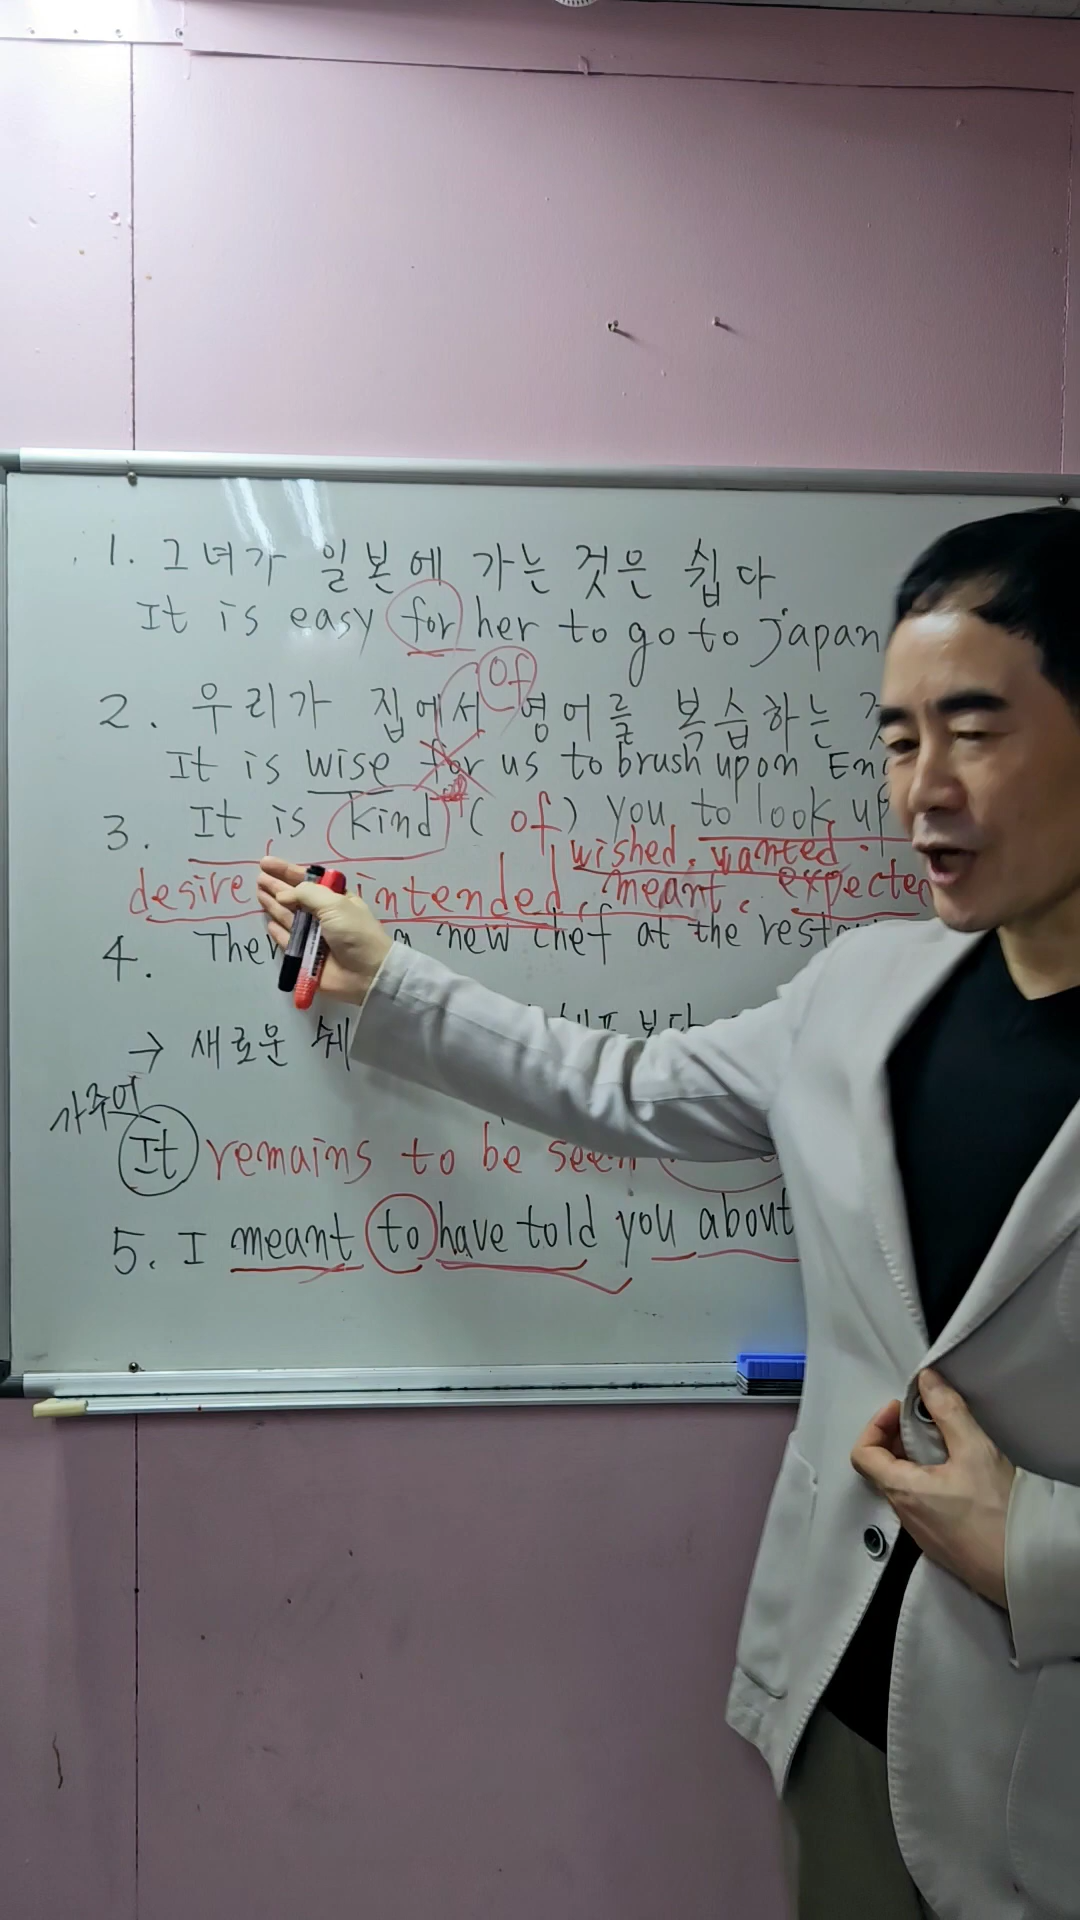 1. 그녀가 일본에 가는 것은 쉽다
It is easy for her to go to Japan
of
2. 우리가 집에서 영어를 복습하는
It is wise for us to brush up on
3. It is kind (of) you to look up
wished, wanted.
desire intended, meant,
4. a new chef at the
→ 새로운
가주어
It remains to be seen
5. I meant to have told you about